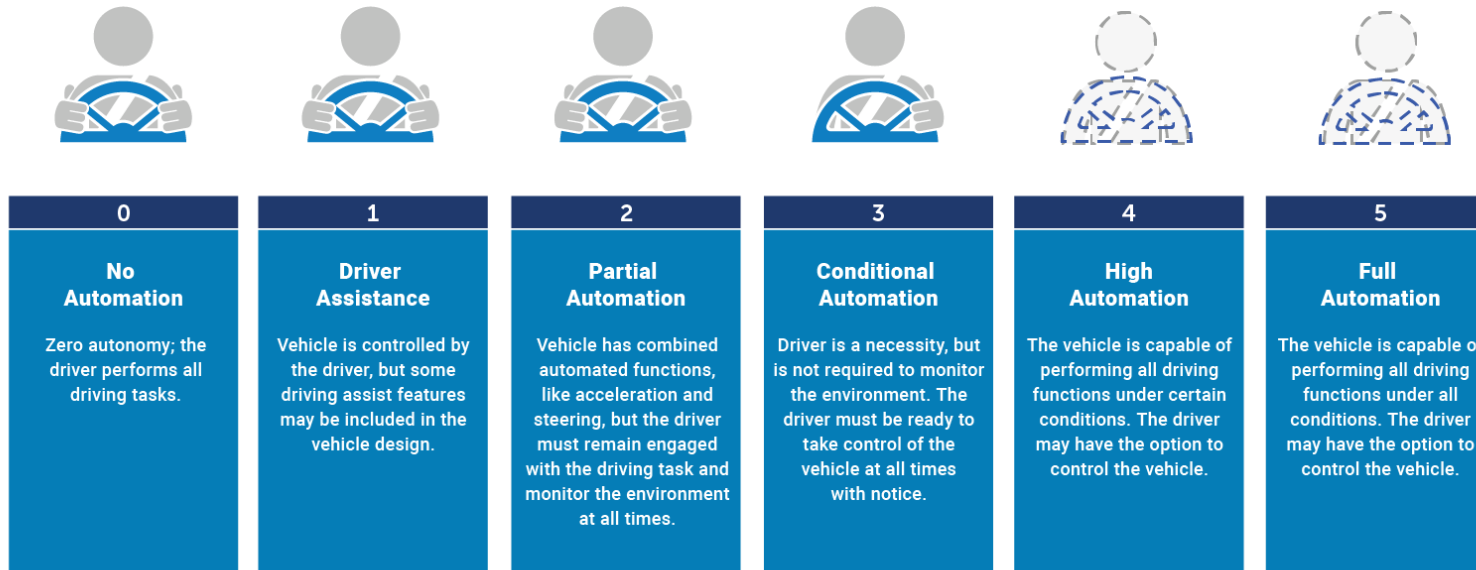 0
No
Automation
Zero autonomy; the
driver performs all
driving tasks.
1
Driver
Assistance
Vehicle is controlled by
the driver, but some
driving assist features
may be included in the
vehicle design.
2
Partial
Automation
Vehicle has combined
automated functions,
like acceleration and
steering, but the driver
must remain engaged
with the driving task and
monitor the environment
at all times.
3
Conditional
Automation
Driver is a necessity, but
is not required to monitor
the environment. The
driver must be ready to
take control of the
vehicle at all times
with notice.
4
High
Automation
The vehicle is capable of
performing all driving
functions under certain
conditions. The driver
may have the option to
control the vehicle.
5
Full
Automation
The vehicle is capable o
performing all driving
functions under all
conditions. The driver
may have the option to
control the vehicle.